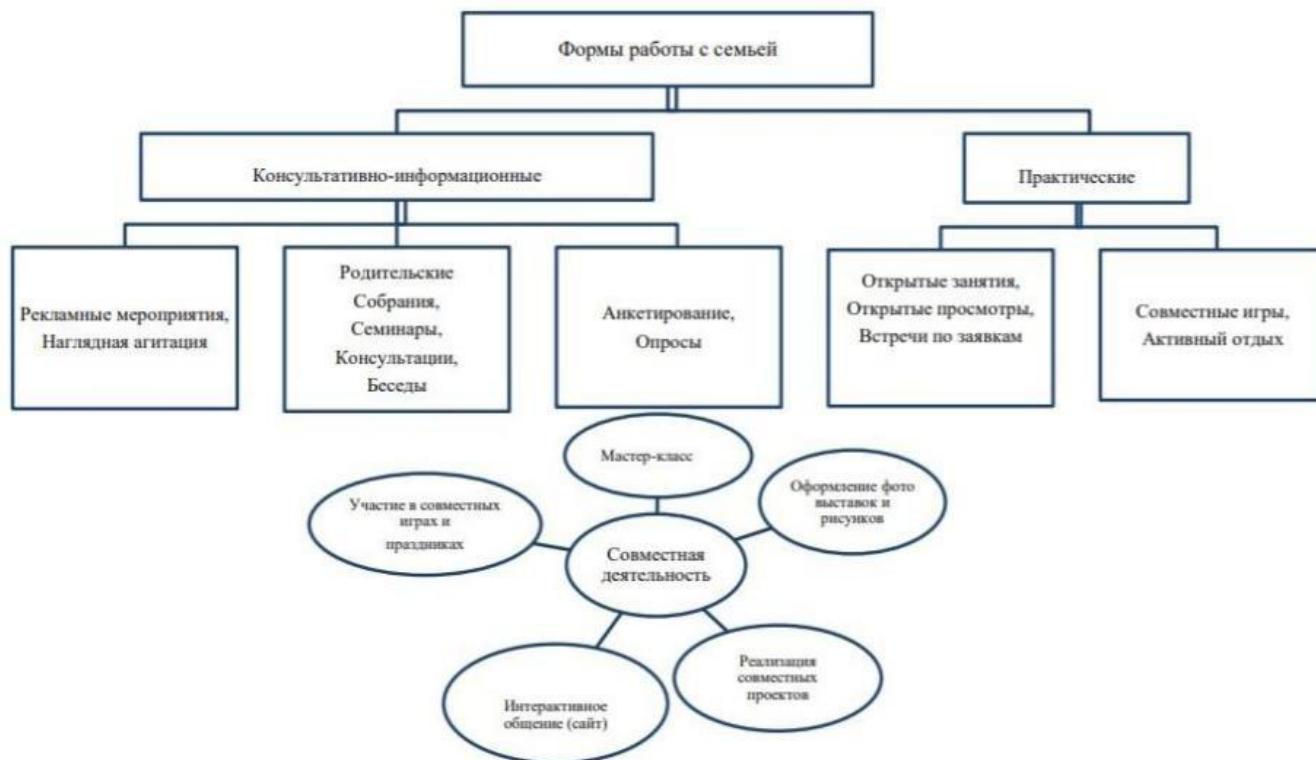 Формы работы с семьей
Консультативно-информационные
Практические
Рекламные мероприятия,
Наглядная агитация
Родительские
Собрания,
Семинары,
Консультации,
Беседы
Анкетирование,
Опросы
Открытые занятия,
Открытые просмотры,
Встречи по заявкам
Совместные игры,
Активный отдых
Мастер-класс
Участие в совместных
играх и
праздниках
Оформление фото
выставок и
рисунков
Совместная
деятельность
Интерактивное
общение (сайт)
Реализация
совместных
проектов